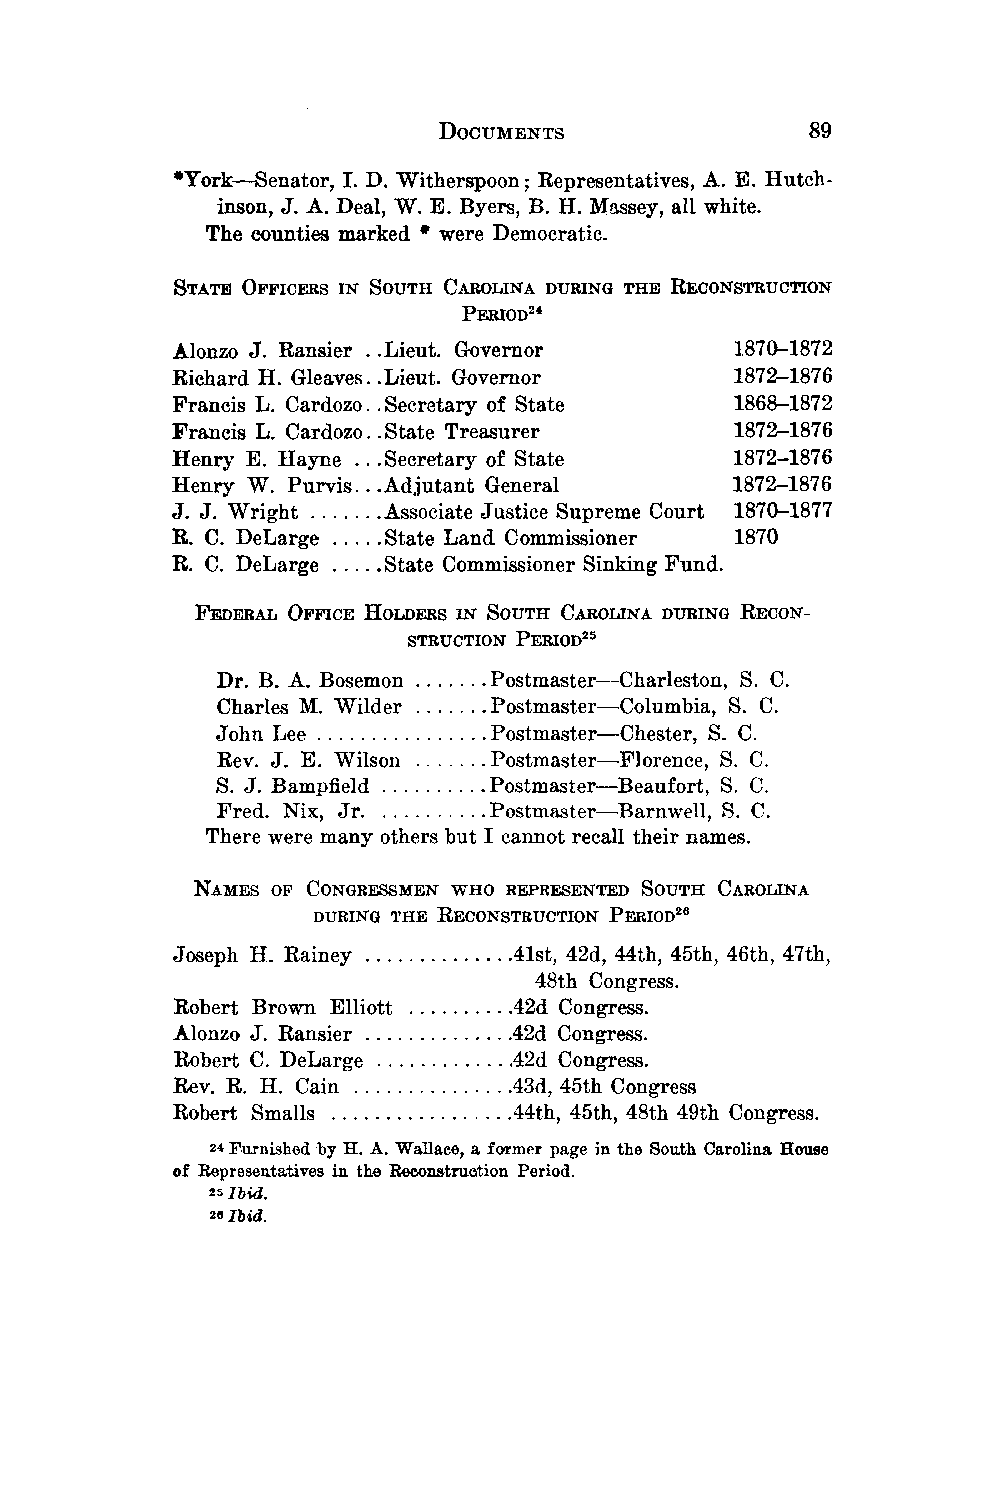 DOCUMENTS 89
*York—Senator, I. D. Witherspoon; Representatives, A. E. Hutch-
inson, J. A. Deal, W. E. Byers, B. H. Massey, all white.
The counties marked * were Democratic.
STATE OFFICERS IN SOUTH CAROLINA DURING THE RECONSTRUCTION
PERIOD²⁴
Alonzo J. Ransier ..Lieut. Governor 1870–1872
Richard H. Gleaves..Lieut. Governor 1872–1876
Francis L. Cardozo..Secretary of State 1868–1872
Francis L. Cardozo..State Treasurer 1872–1876
Henry E. Hayne ...Secretary of State 1872–1876
Henry W. Purvis...Adjutant General 1872–1876
J. J. Wright .......Associate Justice Supreme Court 1870–1877
R. C. DeLarge .....State Land Commissioner 1870
R. C. DeLarge .....State Commissioner Sinking Fund.
FEDERAL OFFICE HOLDERS IN SOUTH CAROLINA DURING RECON-
STRUCTION PERIOD²⁵
Dr. B. A. Bosemon .......Postmaster—Charleston, S. C.
Charles M. Wilder .......Postmaster—Columbia, S. C.
John Lee ................Postmaster—Chester, S. C.
Rev. J. E. Wilson .......Postmaster—Florence, S. C.
S. J. Bampfield ..........Postmaster—Beaufort, S. C.
Fred. Nix, Jr. ..........Postmaster—Barnwell, S. C.
There were many others but I cannot recall their names.
NAMES OF CONGRESSMEN WHO REPRESENTED SOUTH CAROLINA
DURING THE RECONSTRUCTION PERIOD²⁶
Joseph H. Rainey ..............41st, 42d, 44th, 45th, 46th, 47th,
48th Congress.
Robert Brown Elliott ..........42d Congress.
Alonzo J. Ransier ..............42d Congress.
Robert C. DeLarge .............42d Congress.
Rev. R. H. Cain ...............43d, 45th Congress
Robert Smalls .................44th, 45th, 48th 49th Congress.
²⁴ Furnished by H. A. Wallace, a former page in the South Carolina House
of Representatives in the Reconstruction Period.
²⁵ Ibid.
²⁶ Ibid.